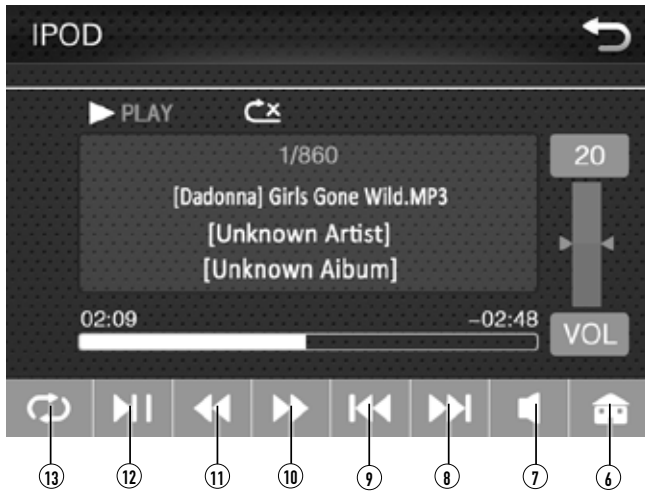 IPOD
PLAY
1/860
20
[Dadonna] Girls Gone Wild.MP3
[Unknown Artist]
[Unknown Aibum]
02:09 -02:48
VOL
13 12 11 10 9 8 7 6